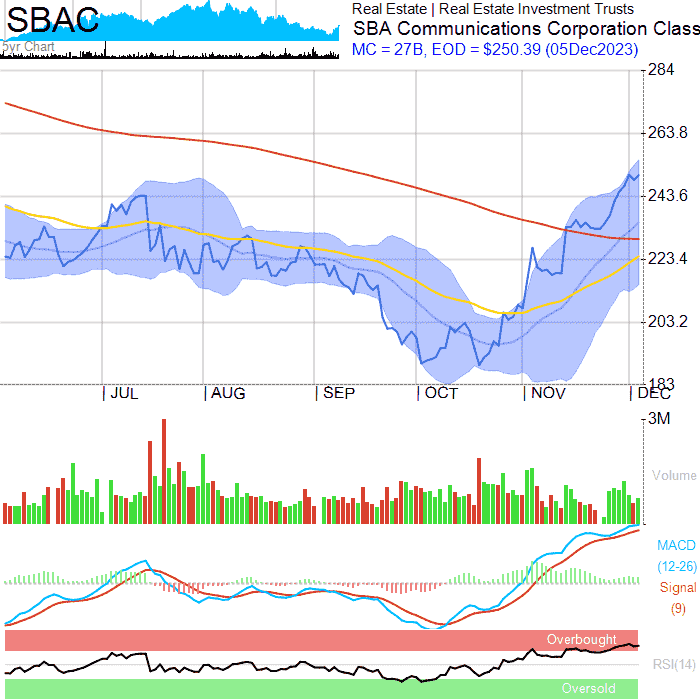 SBAC
5yr Chart
Real Estate | Real Estate Investment Trusts
SBA Communications Corporation Class
MC = 27B, EOD = $250.39 (05Dec2023)
284
263.8
243.6
223.4
203.2
183
| JUL | AUG | SEP | OCT | NOV | DEC
3M
Volume
MACD
(12-26)
Signal
(9)
Overbought
RSI(14)
Oversold